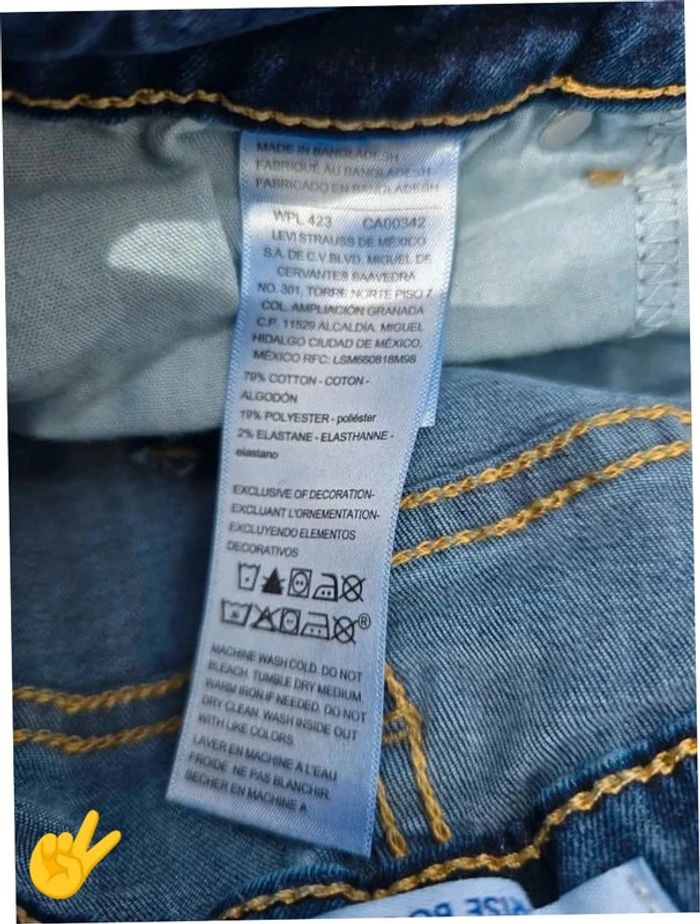 MADE IN BANGLADESH
FABRIQUÉ AU BANGLADESH
FABRICADO EN BANGLADESH
WPL 423 CA00342
LEVI STRAUSS DE MÉXICO
S.A. DE C.V BLVD. MIGUEL DE
CERVANTES SAAVEDRA
NO. 301, TORRE NORTE PISO 7
COL. AMPLIACIÓN GRANADA
C.P. 11529 ALCALDÍA. MIGUEL
HIDALGO CIUDAD DE MÉXICO,
MÉXICO RFC: LSM660818M98
79% COTTON - COTON -
ALGODÓN
19% POLYESTER - poliéster
2% ELASTANE - ELASTHANNE -
elastano
EXCLUSIVE OF DECORATION-
EXCLUANT L'ORNEMENTATION-
EXCLUYENDO ELEMENTOS
DECORATIVOS
®
MACHINE WASH COLD. DO NOT
BLEACH. TUMBLE DRY MEDIUM.
WARM IRON IF NEEDED. DO NOT
DRY CLEAN. WASH INSIDE OUT
WITH LIKE COLORS.
LAVER EN MACHINE A L'EAU
FROIDE. NE PAS BLANCHIR.
SECHER EN MACHINE A